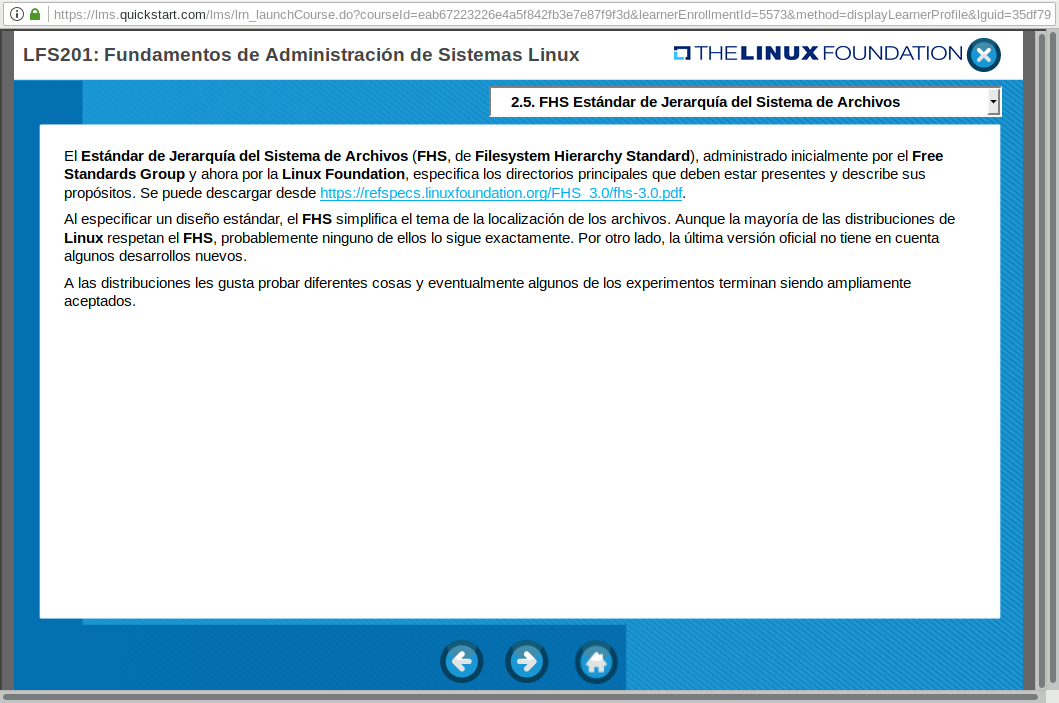 https://lms.quickstart.com/lms/lrn_launchCourse.do?courseId=eab67223226e4a5f842fb3e7e87f9f3d&learnerEnrollmentId=5573&method=displayLearnerProfile&lguid=35df79
LFS201: Fundamentos de Administración de Sistemas Linux
THE LINUX FOUNDATION
2.5. FHS Estándar de Jerarquía del Sistema de Archivos
El Estándar de Jerarquía del Sistema de Archivos (FHS, de Filesystem Hierarchy Standard), administrado inicialmente por el Free
Standards Group y ahora por la Linux Foundation, especifica los directorios principales que deben estar presentes y describe sus
propósitos. Se puede descargar desde https://refspecs.linuxfoundation.org/FHS_3.0/fhs-3.0.pdf.
Al especificar un diseño estándar, el FHS simplifica el tema de la localización de los archivos. Aunque la mayoría de las distribuciones de
Linux respetan el FHS, probablemente ninguno de ellos lo sigue exactamente. Por otro lado, la última versión oficial no tiene en cuenta
algunos desarrollos nuevos.
A las distribuciones les gusta probar diferentes cosas y eventualmente algunos de los experimentos terminan siendo ampliamente
aceptados.